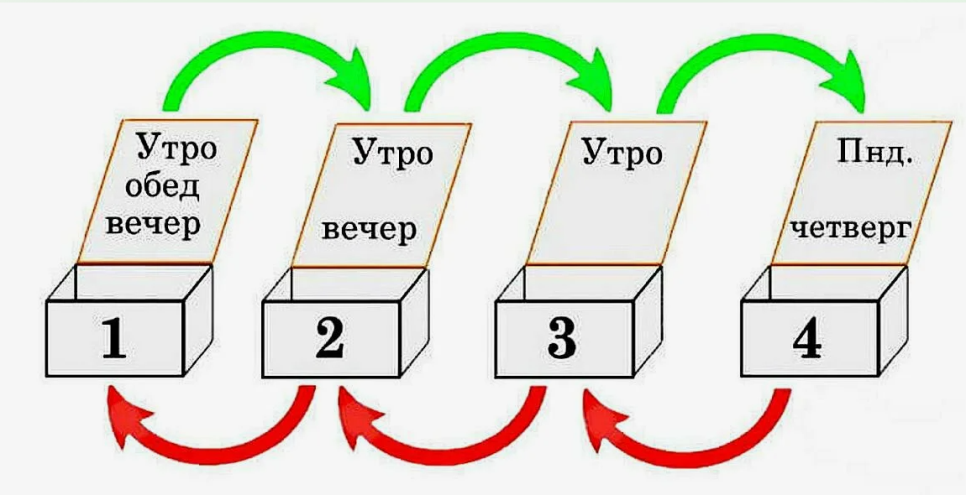 Утро
обед
вечер
Утро
вечер
Утро
Пнд.
четверг
1
2
3
4